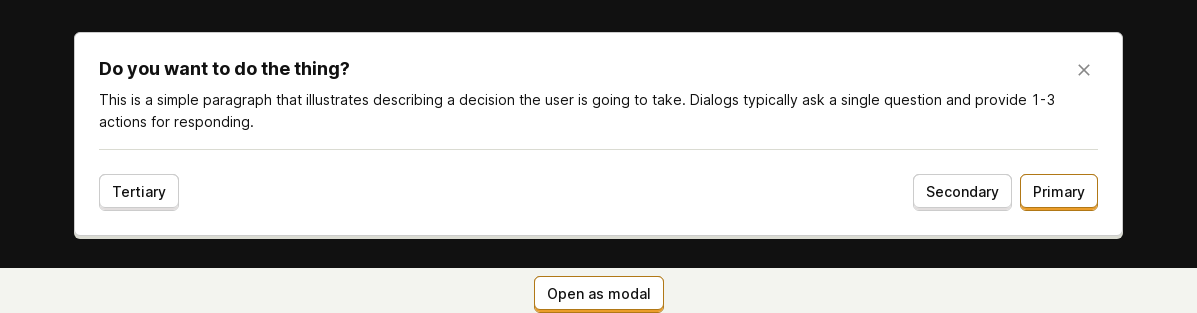 Do you want to do the thing?
This is a simple paragraph that illustrates describing a decision the user is going to take. Dialogs typically ask a single question and provide 1-3
actions for responding.
Tertiary
Secondary
Primary
Open as modal